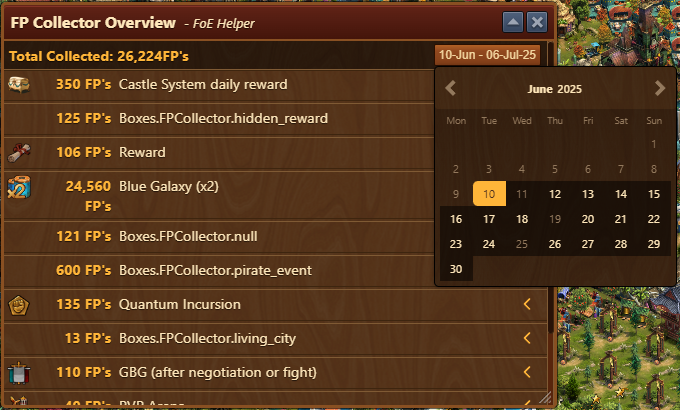 FP Collector Overview - FoE Helper
Total Collected: 26,224FP's
10-Jun - 06-Jul-25
350 FP's Castle System daily reward
125 FP's Boxes.FPCollector.hidden_reward
106 FP's Reward
24,560 FP's Blue Galaxy (x2)
121 FP's Boxes.FPCollector.null
600 FP's Boxes.FPCollector.pirate_event
135 FP's Quantum Incursion
13 FP's Boxes.FPCollector.living_city
110 FP's GBG (after negotiation or fight)
40 FP's PVP Arena
June 2025
Mon Tue Wed Thu Fri Sat Sun
1
2 3 4 5 6 7 8
9 10 11 12 13 14 15
16 17 18 19 20 21 22
23 24 25 26 27 28 29
30